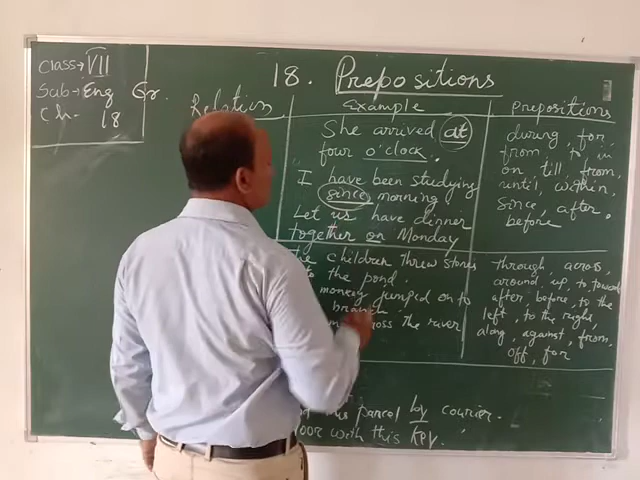 Class→ VII
Sub→ Eng Gr.
Ch- 18
18. Prepositions
Relation
Example
She arrived at
four o'clock.
I have been studying
since morning
Let us have dinner
together on Monday
children threw stones
to the pond.
monkey jumped on to
branch.
ross the river
parcel by courier.
with this key.
prepositions
during, for
from, to, in
on, till, from,
until, within,
since, after,
before
Through, across,
around, up, to, toward
after, before, to the
left, to the right,
along, against, from,
off, for